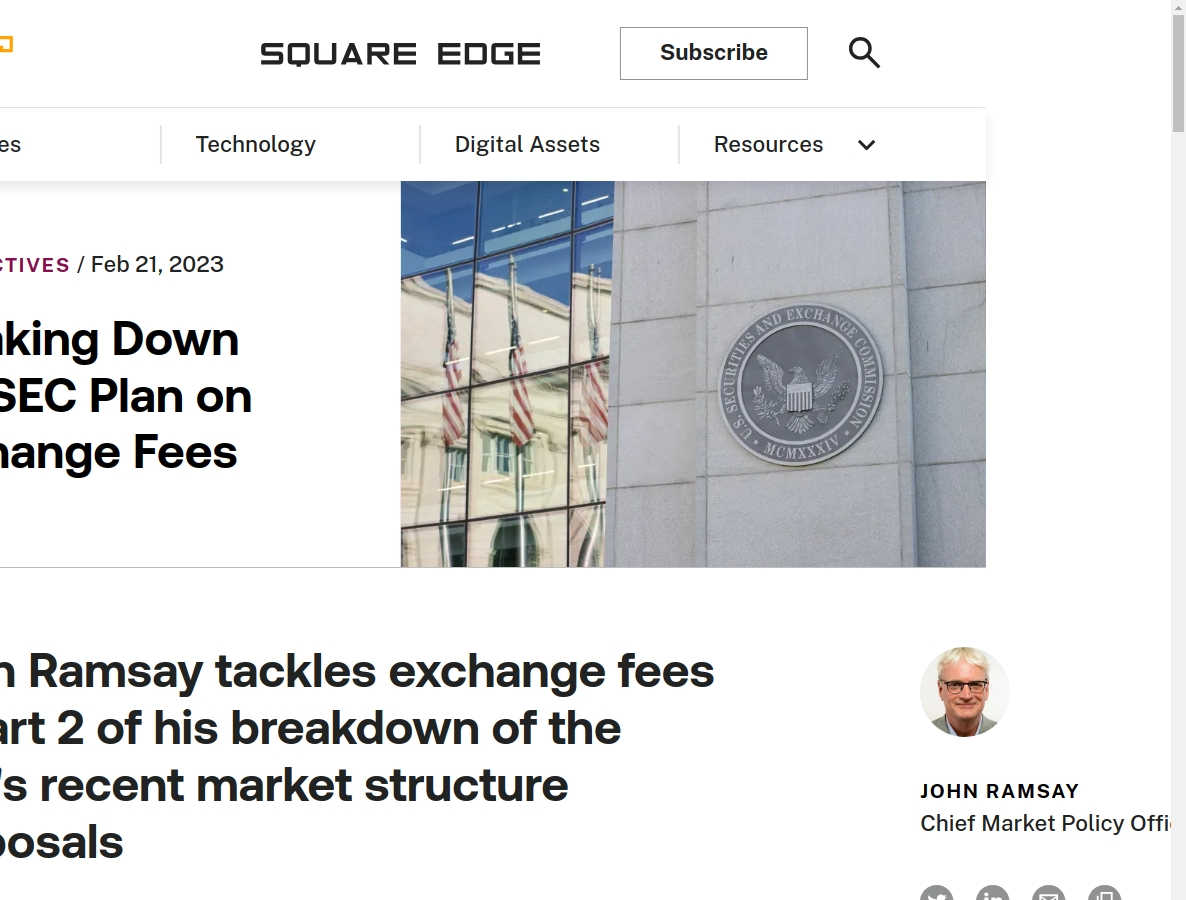 SQUARE EDGE
Subscribe
es
Technology
Digital Assets
Resources
CTIVES / Feb 21, 2023
king Down
SEC Plan on
hange Fees
U.S. SECURITIES AND EXCHANGE COMMISSION
MCMXXXIV
n Ramsay tackles exchange fees
art 2 of his breakdown of the
's recent market structure
posals
JOHN RAMSAY
Chief Market Policy Offi